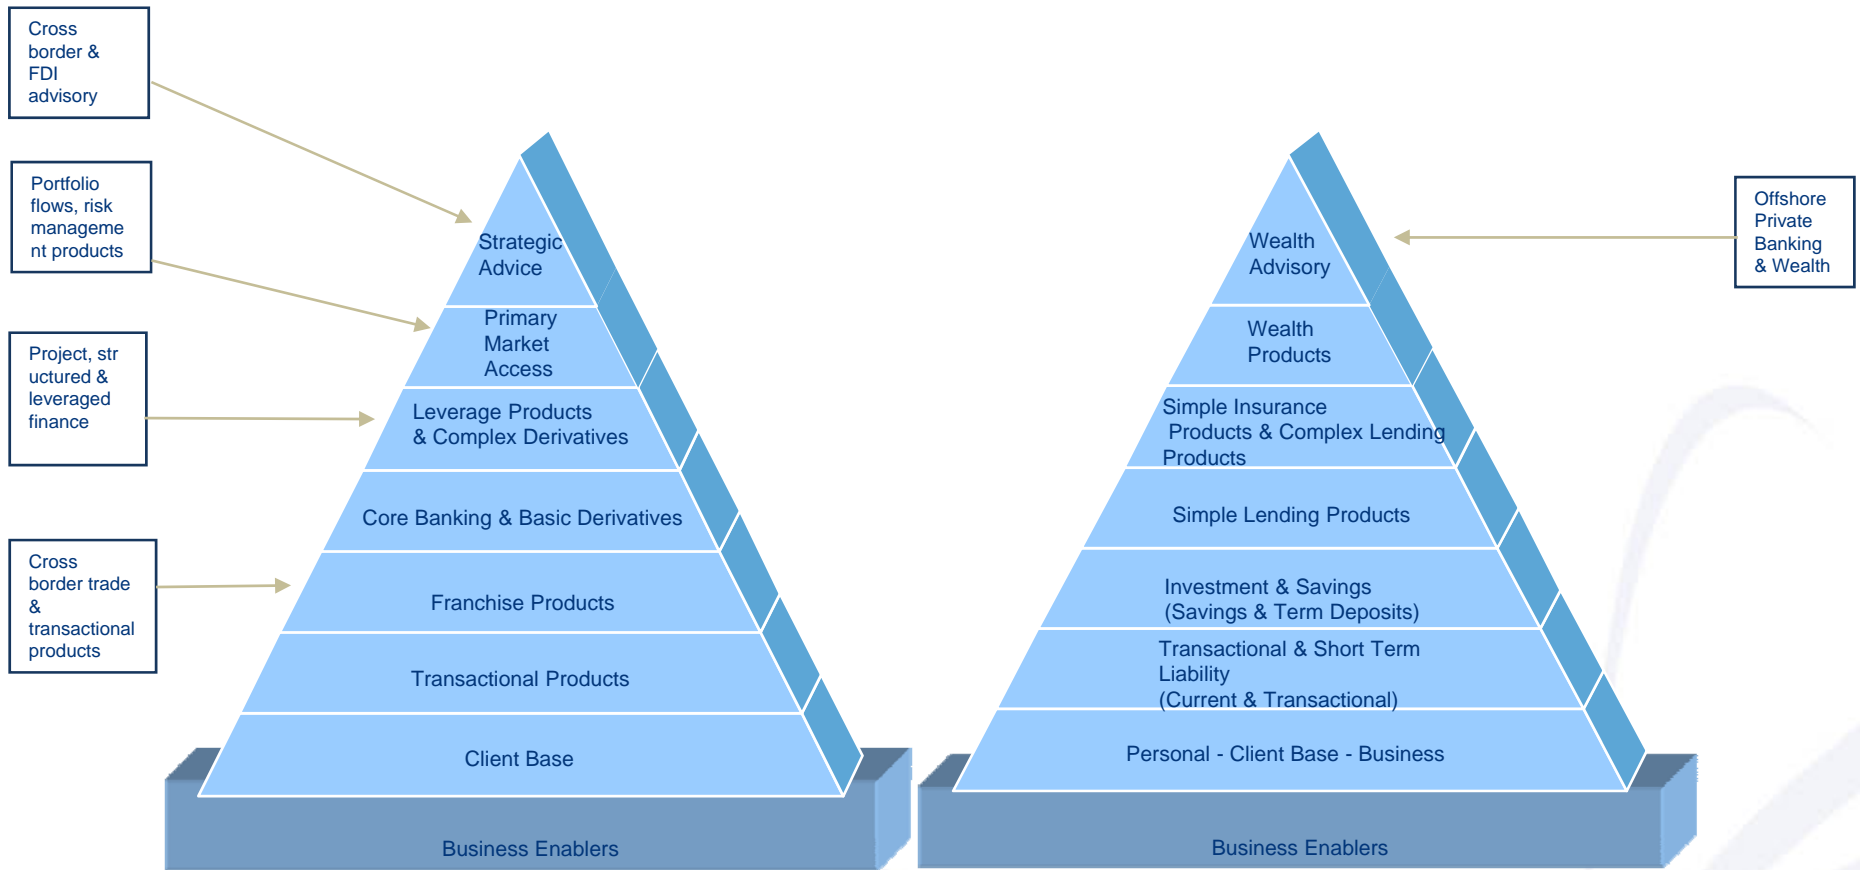 Cross
border &
FDI
advisory
Portfolio
flows, risk
manageme
nt products
Project, str
uctured &
leveraged
finance
Cross
border trade
&
transactional
products
Strategic
Advice
Primary
Market
Access
Leverage Products
& Complex Derivatives
Core Banking & Basic Derivatives
Franchise Products
Transactional Products
Client Base
Business Enablers
Wealth
Advisory
Wealth
Products
Simple Insurance
Products & Complex Lending
Products
Simple Lending Products
Investment & Savings
(Savings & Term Deposits)
Transactional & Short Term
Liability
(Current & Transactional)
Personal - Client Base - Business
Business Enablers
Offshore
Private
Banking
& Wealth